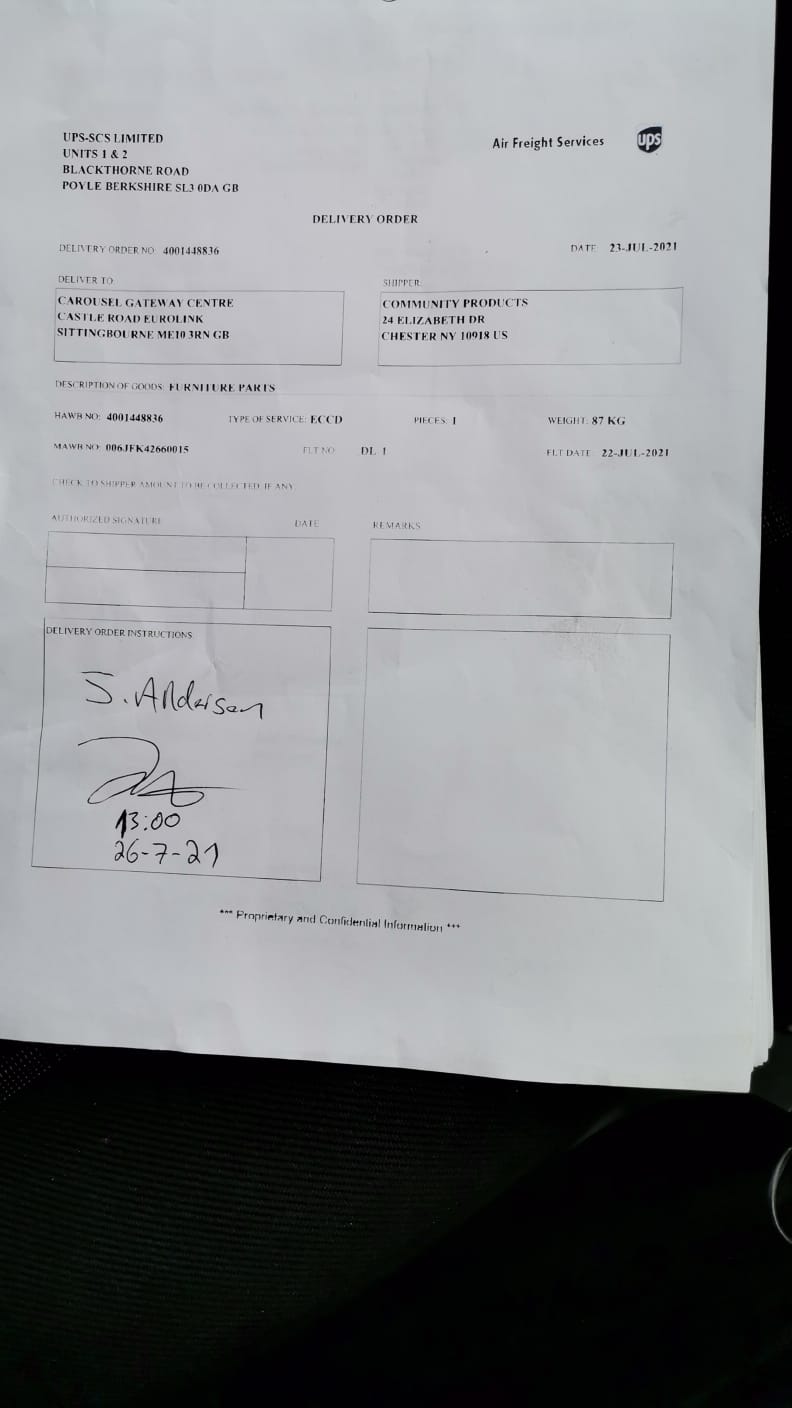 UPS-SCS LIMITED
UNITS 1 & 2
BLACKTHORNE ROAD
POYLE BERKSHIRE SL3 0DA GB
Air Freight Services
ups
DELIVERY ORDER
DELIVERY ORDER NO: 4001448836
DATE: 23-JUL-2021
DELIVER TO
CAROUSEL GATEWAY CENTRE
CASTLE ROAD EUROLINK
SITTINGBOURNE ME10 3RN GB
SHIPPER:
COMMUNITY PRODUCTS
24 ELIZABETH DR
CHESTER NY 10918 US
DESCRIPTION OF GOODS: FURNITURE PARTS
HAWB NO: 4001448836 TYPE OF SERVICE: ECCD PIECES: 1 WEIGHT: 87 KG
MAWB NO: 006JFK42660015 FLT NO: DL 1 FLT DATE: 22-JUL-2021
CHECK TO SHIPPER AMOUNT TO BE COLLECTED, IF ANY:
AUTHORIZED SIGNATURE DATE
REMARKS
DELIVERY ORDER INSTRUCTIONS
S. Andersen
13:00
26-7-21
*** Proprietary and Confidential Information ***